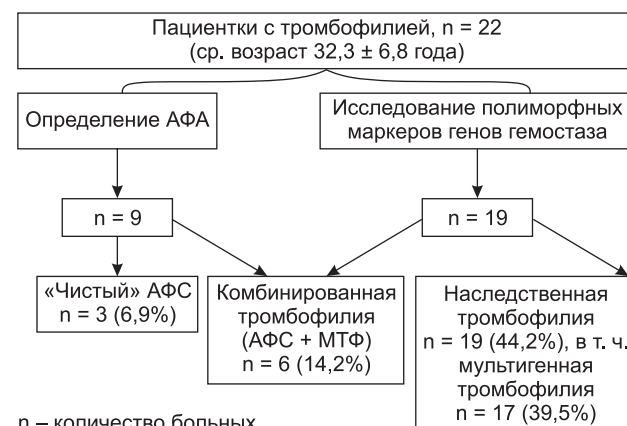 Пациентки с тромбофилией, n = 22
(ср. возраст 32,3 ± 6,8 года)
Определение АФА
Исследование полиморфных
маркеров генов гемостаза
n = 9
n = 19
«Чистый» АФС
n = 3 (6,9%)
Комбинированная
тромбофилия
(АФС + МТФ)
n = 6 (14,2%)
Наследственная
тромбофилия
n = 19 (44,2%), в т. ч.
мультигенная
тромбофилия
n = 17 (39,5%)
n – количество больных